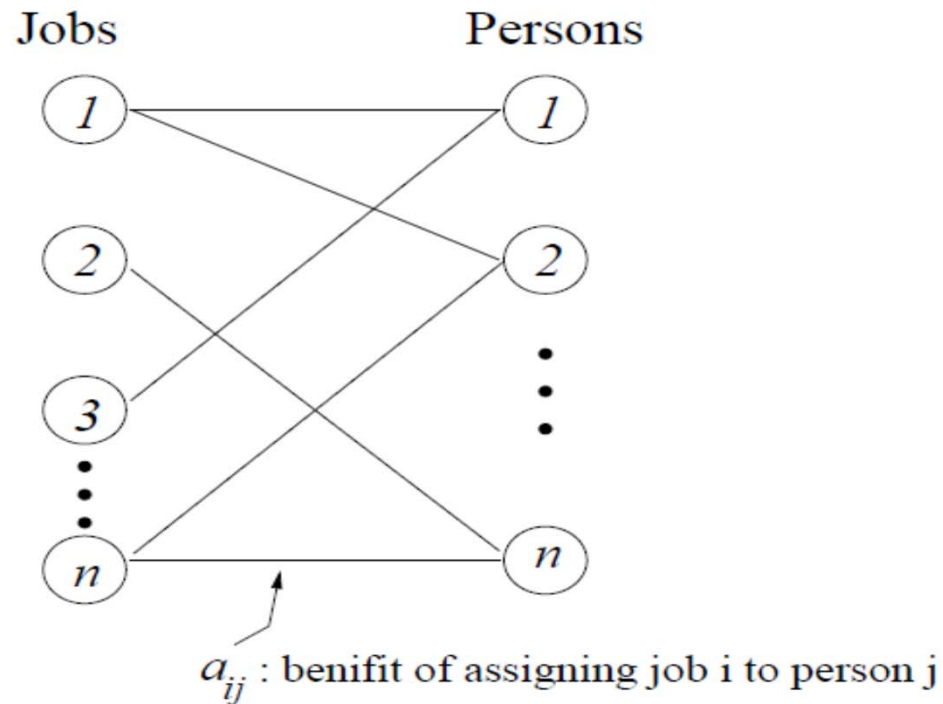 Jobs Persons
1 1
2 2
3
n n
a_ij : benifit of assigning job i to person j